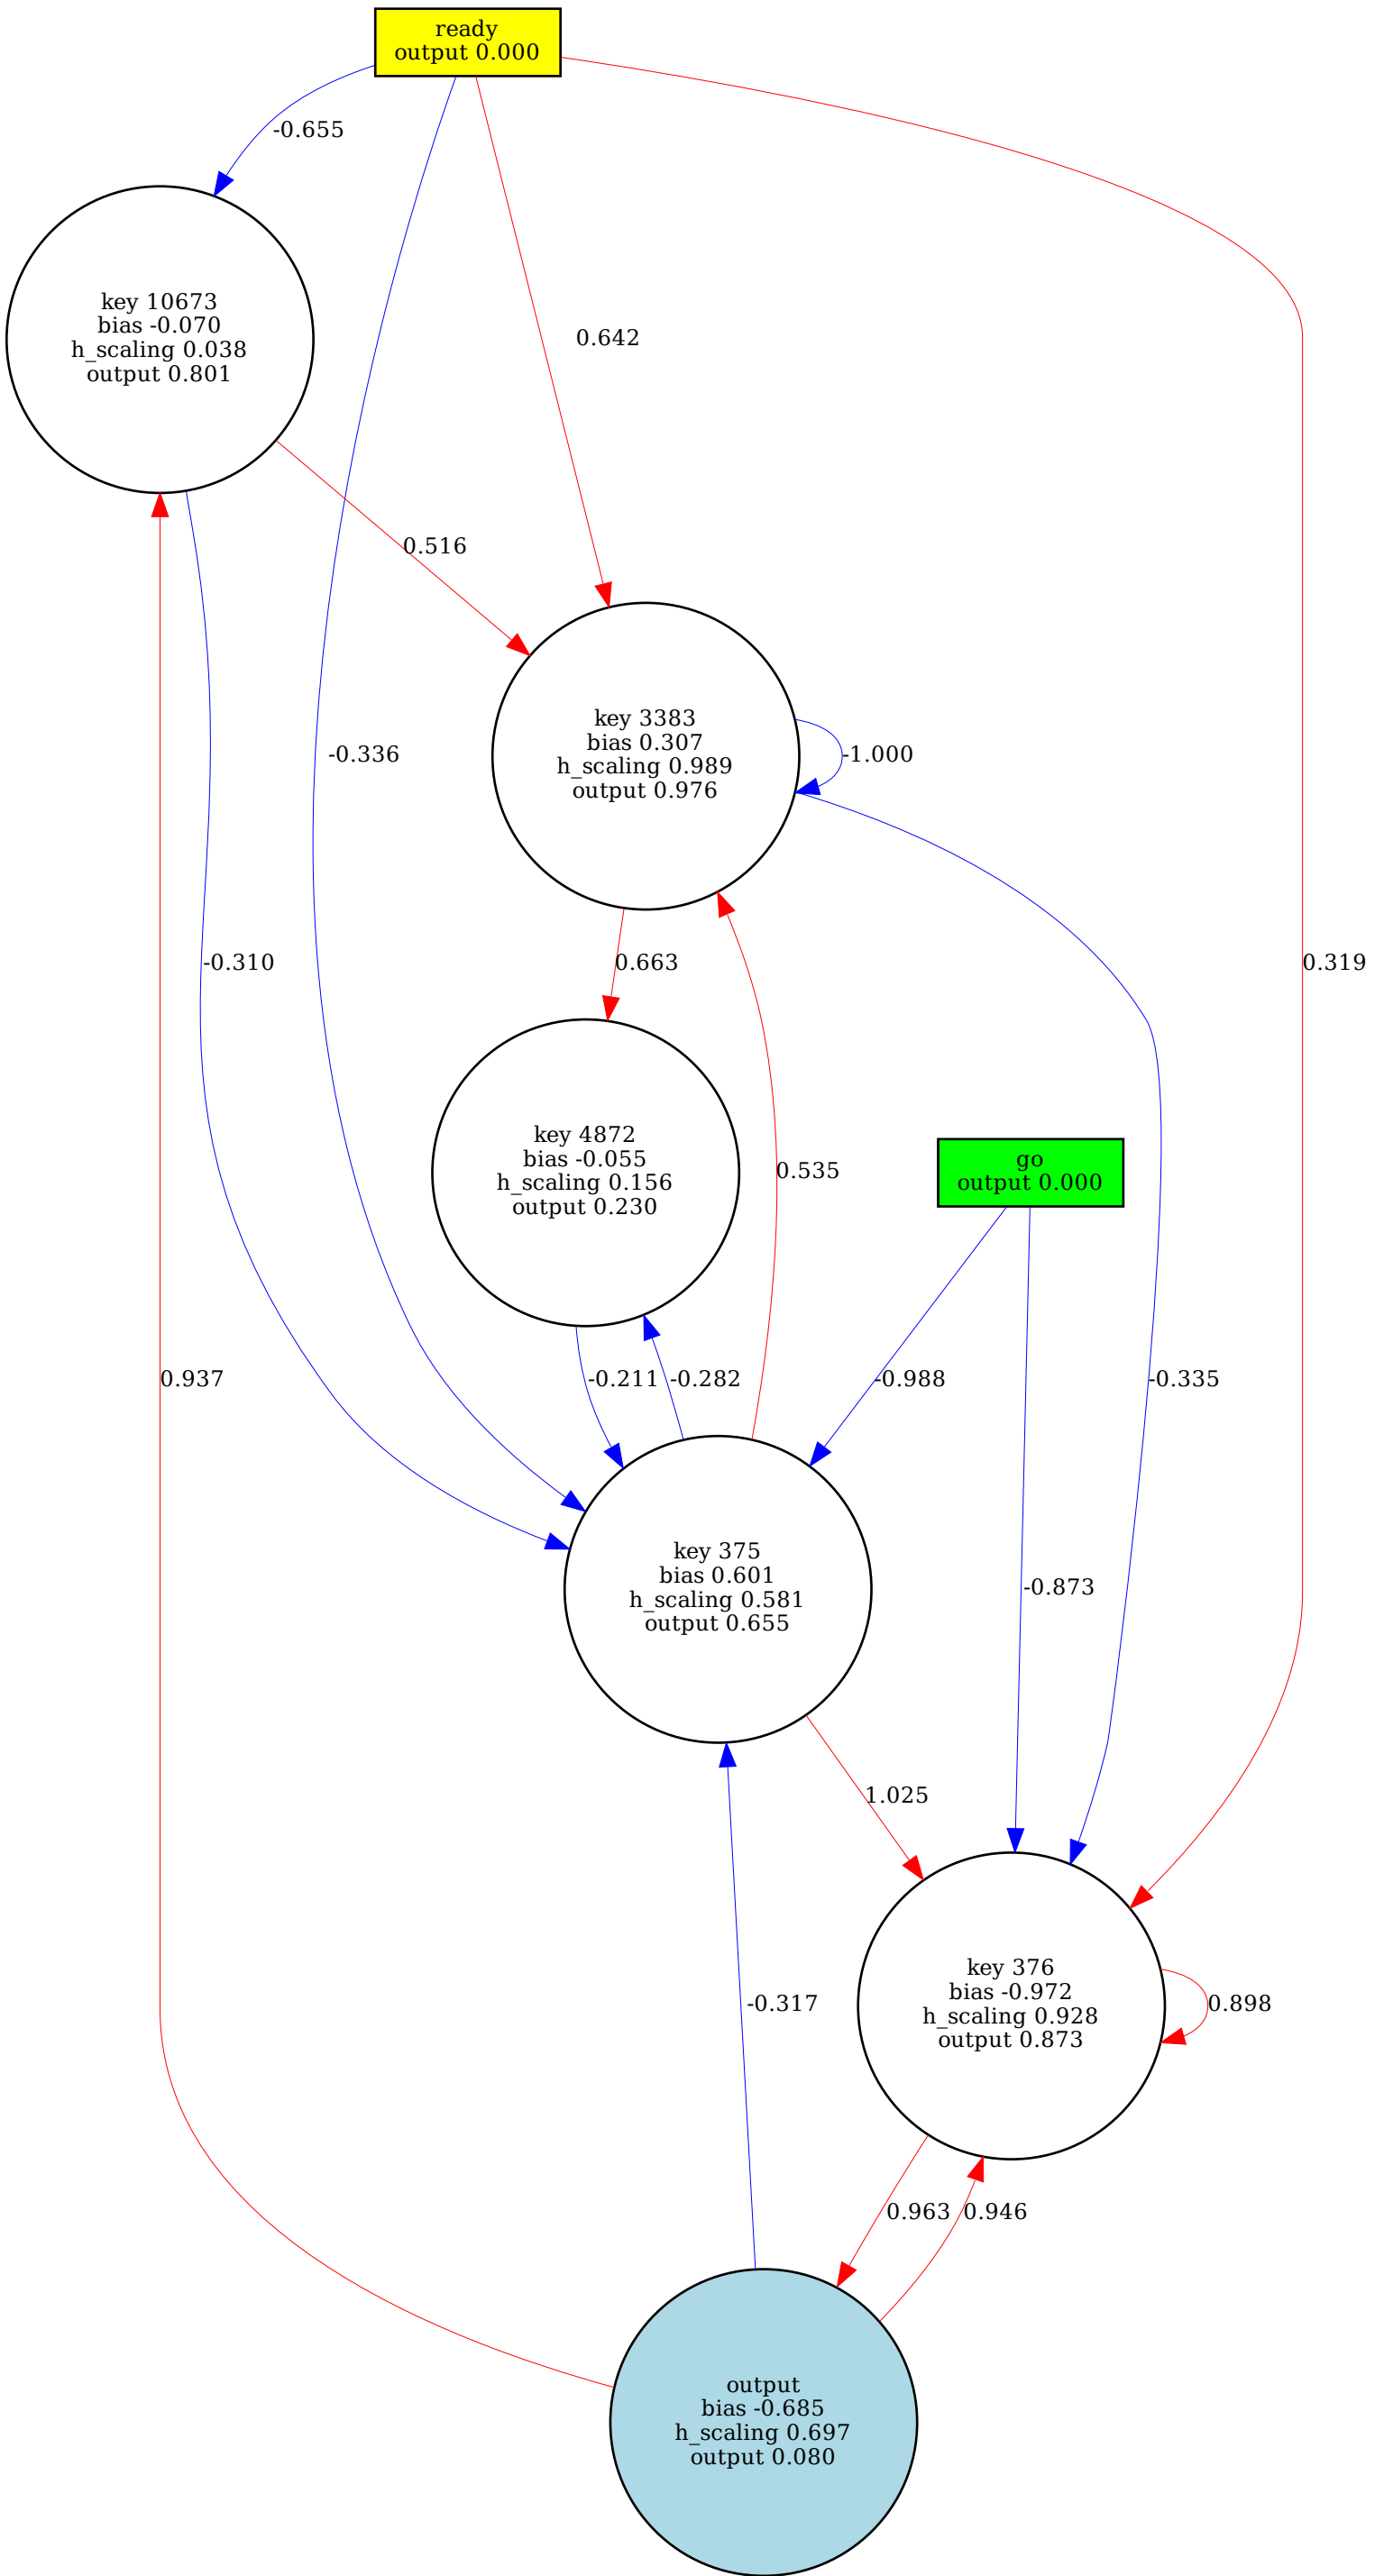 ready
output 0.000
-0.655
key 10673
bias -0.070
h_scaling 0.038
output 0.801
0.642
0.516
key 3383
bias 0.307
h_scaling 0.989
output 0.976
-0.336
-1.000
-0.310
0.663
0.319
key 4872
bias -0.055
h_scaling 0.156
output 0.230
0.535
go
output 0.000
0.937
-0.211
-0.282
-0.988
-0.335
key 375
bias 0.601
h_scaling 0.581
output 0.655
-0.873
1.025
key 376
bias -0.972
h_scaling 0.928
output 0.873
-0.317
0.898
0.963
0.946
output
bias -0.685
h_scaling 0.697
output 0.080